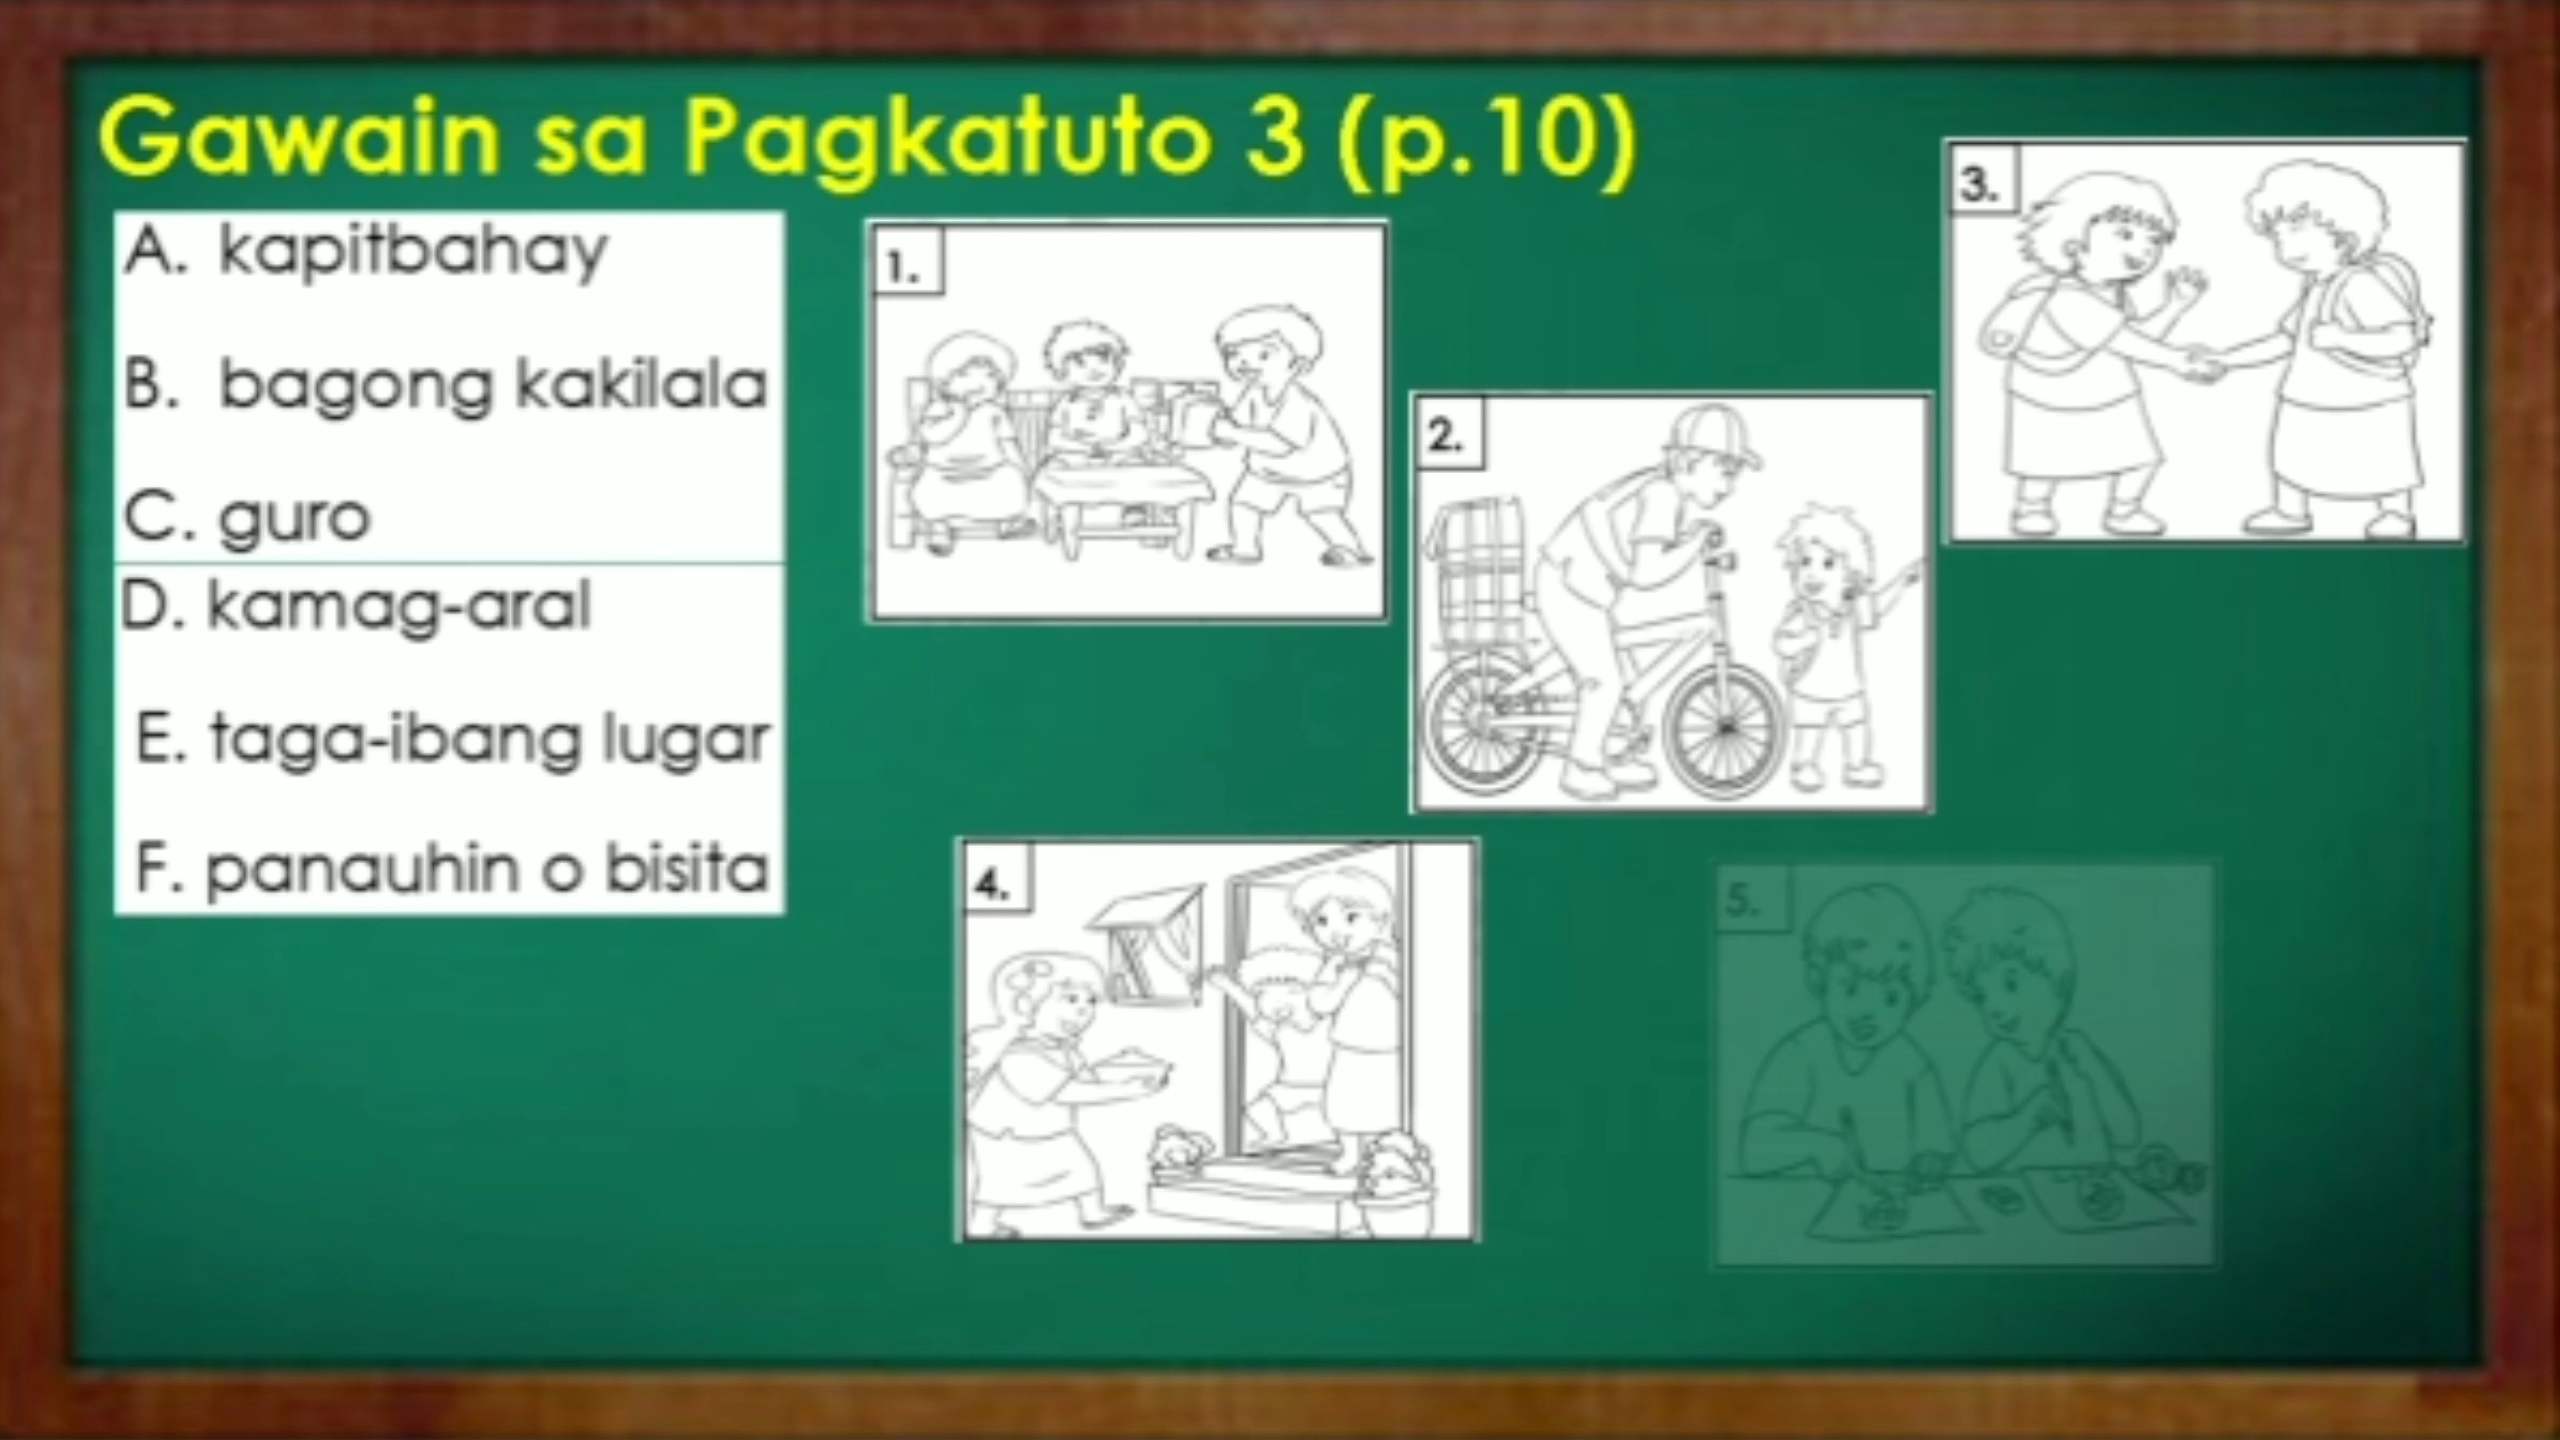 Gawain sa Pagkatuto 3 (p.10)
A. kapitbahay
B. bagong kakilala
C. guro
D. kamag-aral
E. taga-ibang lugar
F. panauhin o bisita
1.
2.
3.
4.
5.